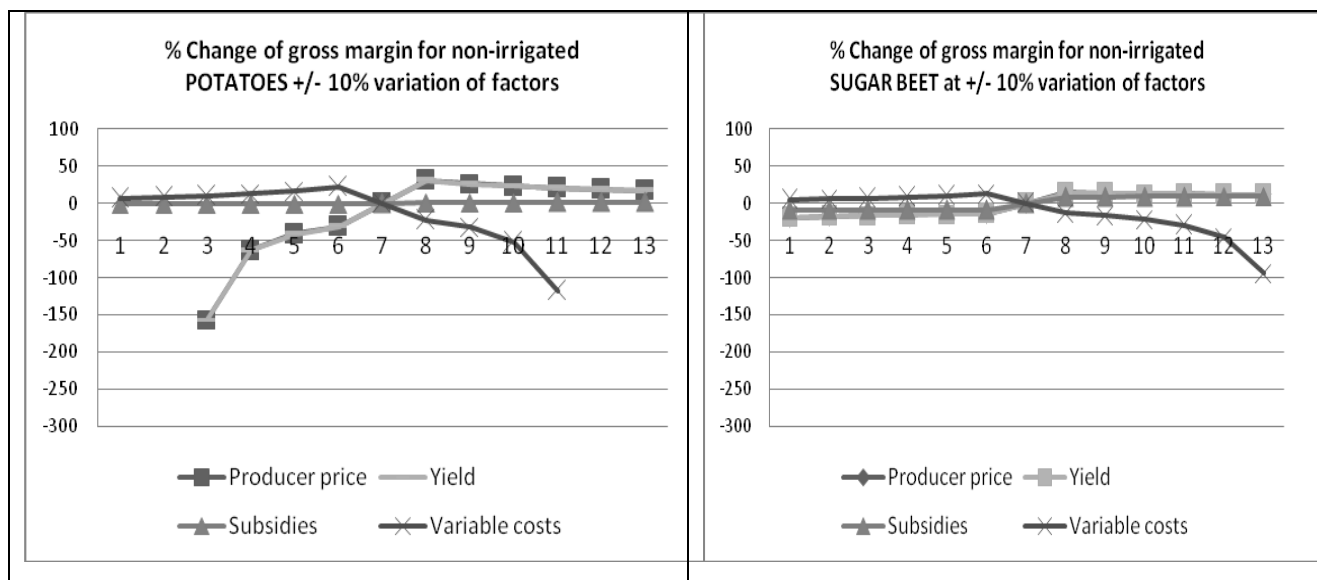 % Change of gross margin for non-irrigated
POTATOES +/- 10% variation of factors
100
50
0
-50
-100
-150
-200
-250
-300
1 2 3 4 5 6 7 8 9 10 11 12 13
Producer price Yield
Subsidies Variable costs
% Change of gross margin for non-irrigated
SUGAR BEET at +/- 10% variation of factors
100
50
0
-50
-100
-150
-200
-250
-300
1 2 3 4 5 6 7 8 9 10 11 12 13
Producer price Yield
Subsidies Variable costs